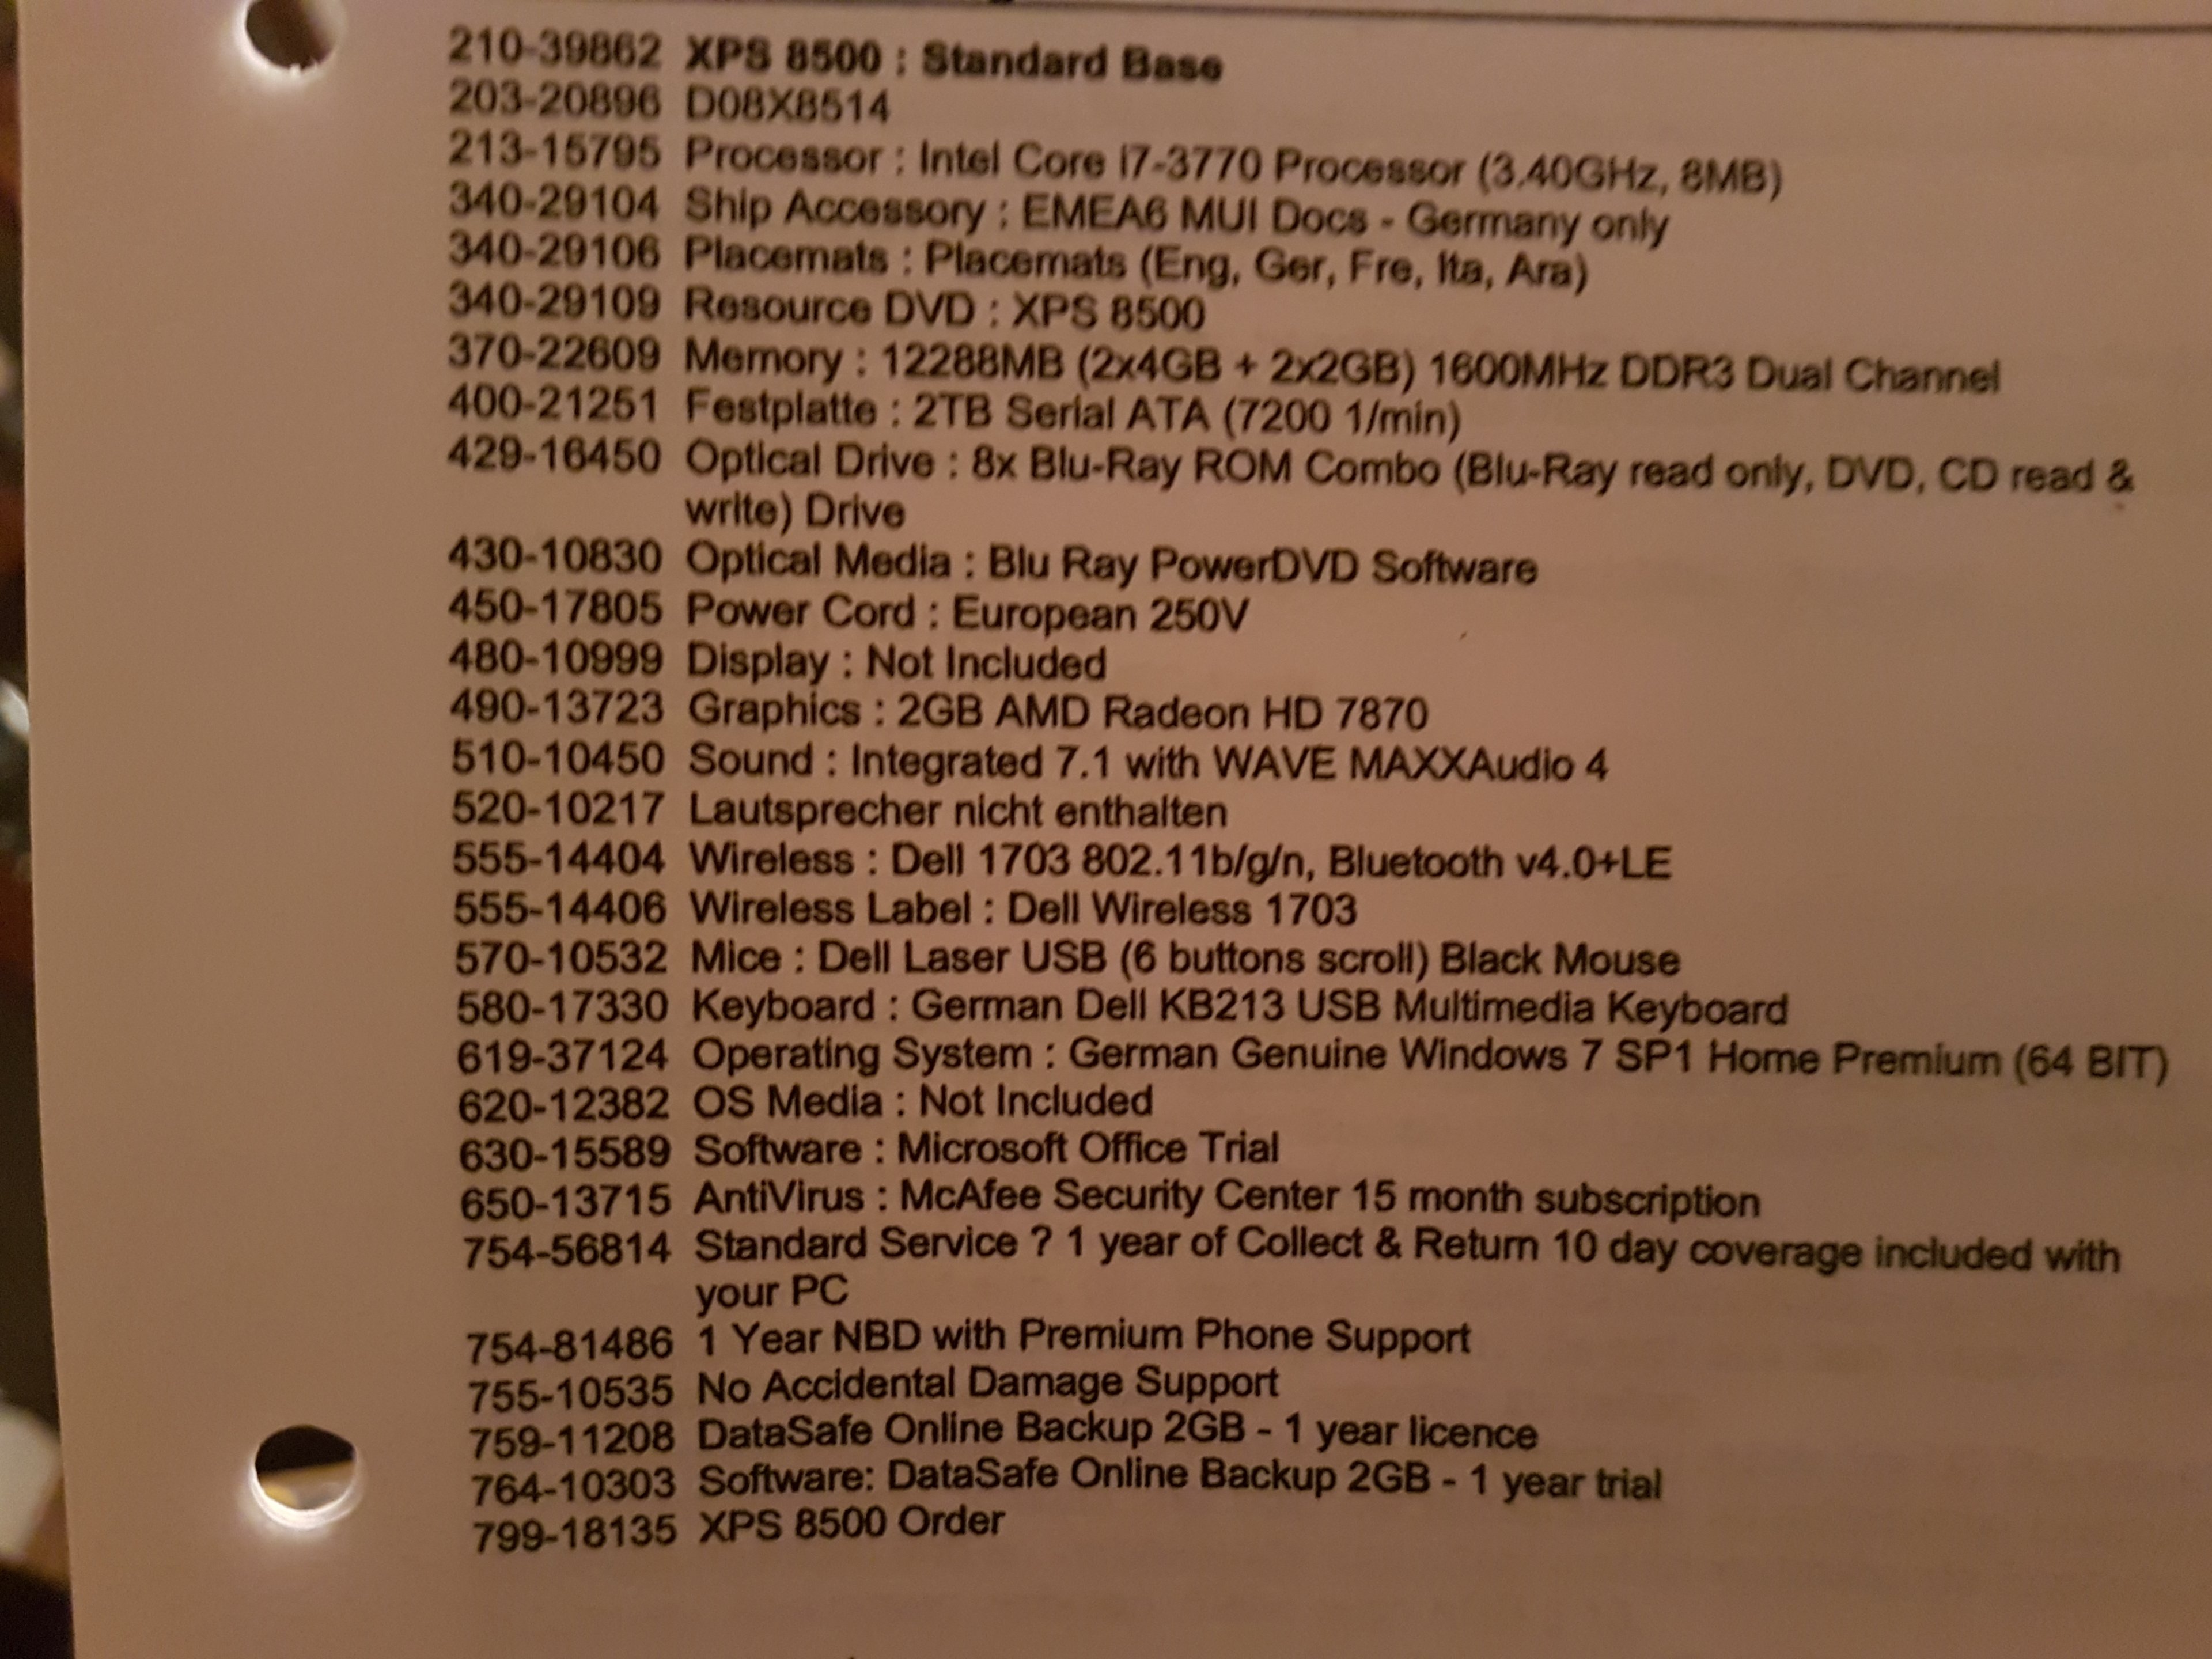 210-39862 XPS 8500 : Standard Base
203-20896 D08X8514
213-15795 Processor : Intel Core i7-3770 Processor (3.40GHz, 8MB)
340-29104 Ship Accessory : EMEA6 MUI Docs - Germany only
340-29106 Placemats : Placemats (Eng, Ger, Fre, Ita, Ara)
340-29109 Resource DVD : XPS 8500
370-22609 Memory : 12288MB (2x4GB + 2x2GB) 1600MHz DDR3 Dual Channel
400-21251 Festplatte : 2TB Serial ATA (7200 1/min)
429-16450 Optical Drive : 8x Blu-Ray ROM Combo (Blu-Ray read only, DVD, CD read &
write) Drive
430-10830 Optical Media : Blu Ray PowerDVD Software
450-17805 Power Cord : European 250V
480-10999 Display : Not Included
490-13723 Graphics : 2GB AMD Radeon HD 7870
510-10450 Sound : Integrated 7.1 with WAVE MAXXAudio 4
520-10217 Lautsprecher nicht enthalten
555-14404 Wireless : Dell 1703 802.11b/g/n, Bluetooth v4.0+LE
555-14406 Wireless Label : Dell Wireless 1703
570-10532 Mice : Dell Laser USB (6 buttons scroll) Black Mouse
580-17330 Keyboard : German Dell KB213 USB Multimedia Keyboard
619-37124 Operating System : German Genuine Windows 7 SP1 Home Premium (64 BIT)
620-12382 OS Media : Not Included
630-15589 Software : Microsoft Office Trial
650-13715 AntiVirus : McAfee Security Center 15 month subscription
754-56814 Standard Service ? 1 year of Collect & Return 10 day coverage included with
your PC
754-81486 1 Year NBD with Premium Phone Support
755-10535 No Accidental Damage Support
759-11208 DataSafe Online Backup 2GB - 1 year licence
764-10303 Software: DataSafe Online Backup 2GB - 1 year trial
799-18135 XPS 8500 Order